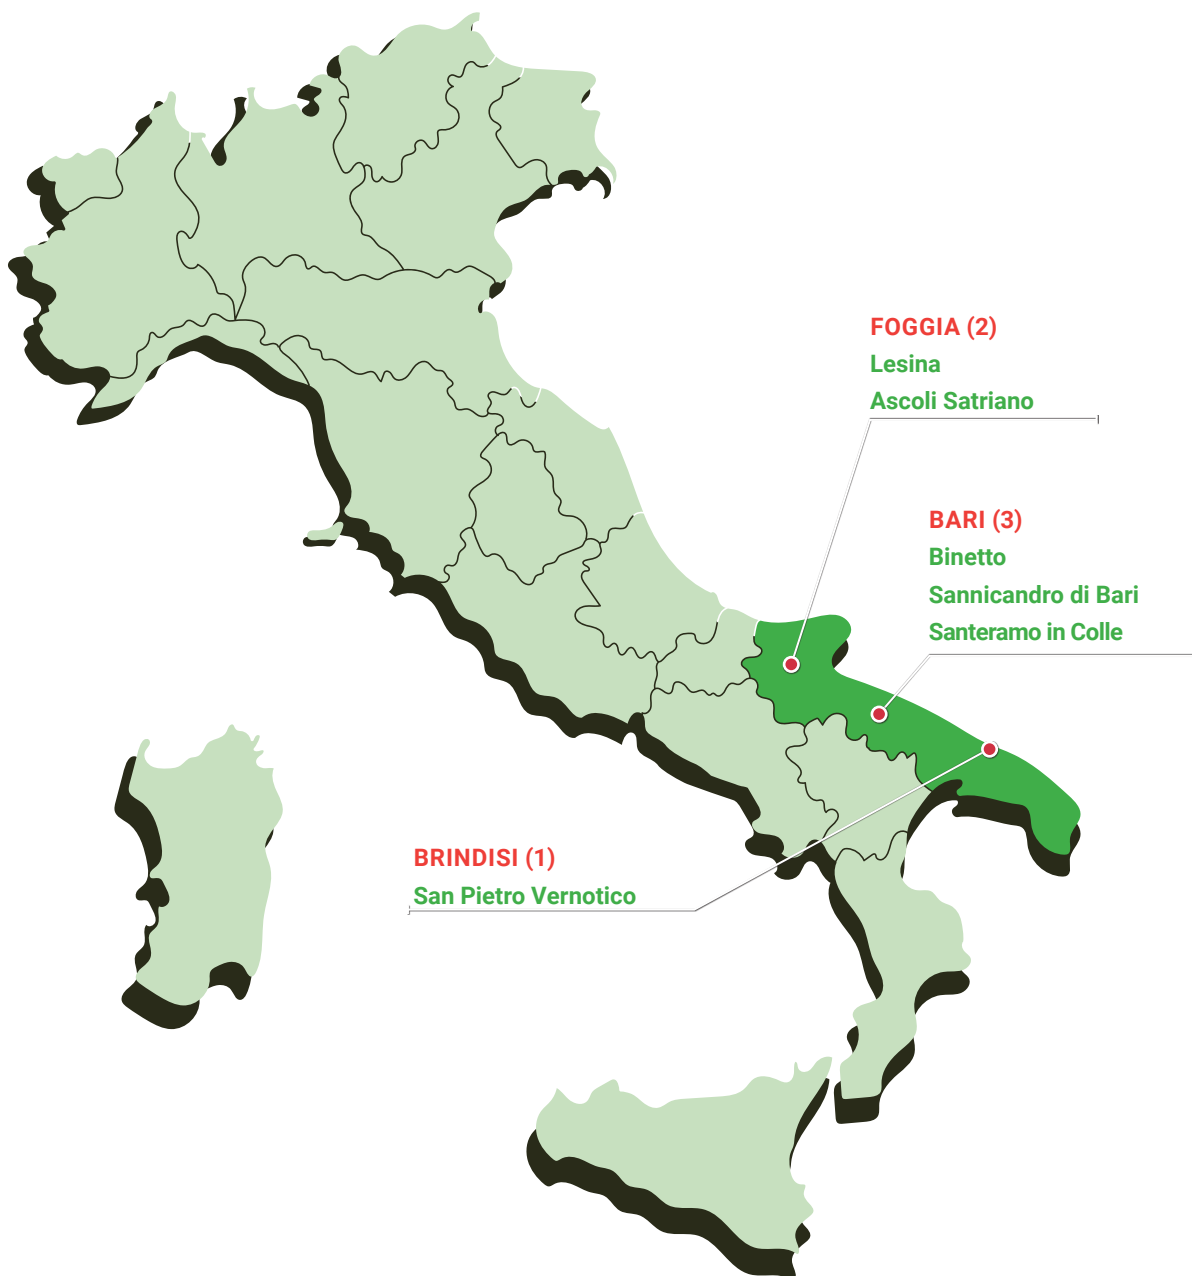 FOGGIA (2)
Lesina
Ascoli Satriano
BARI (3)
Binetto
Sannicandro di Bari
Santeramo in Colle
BRINDISI (1)
San Pietro Vernotico